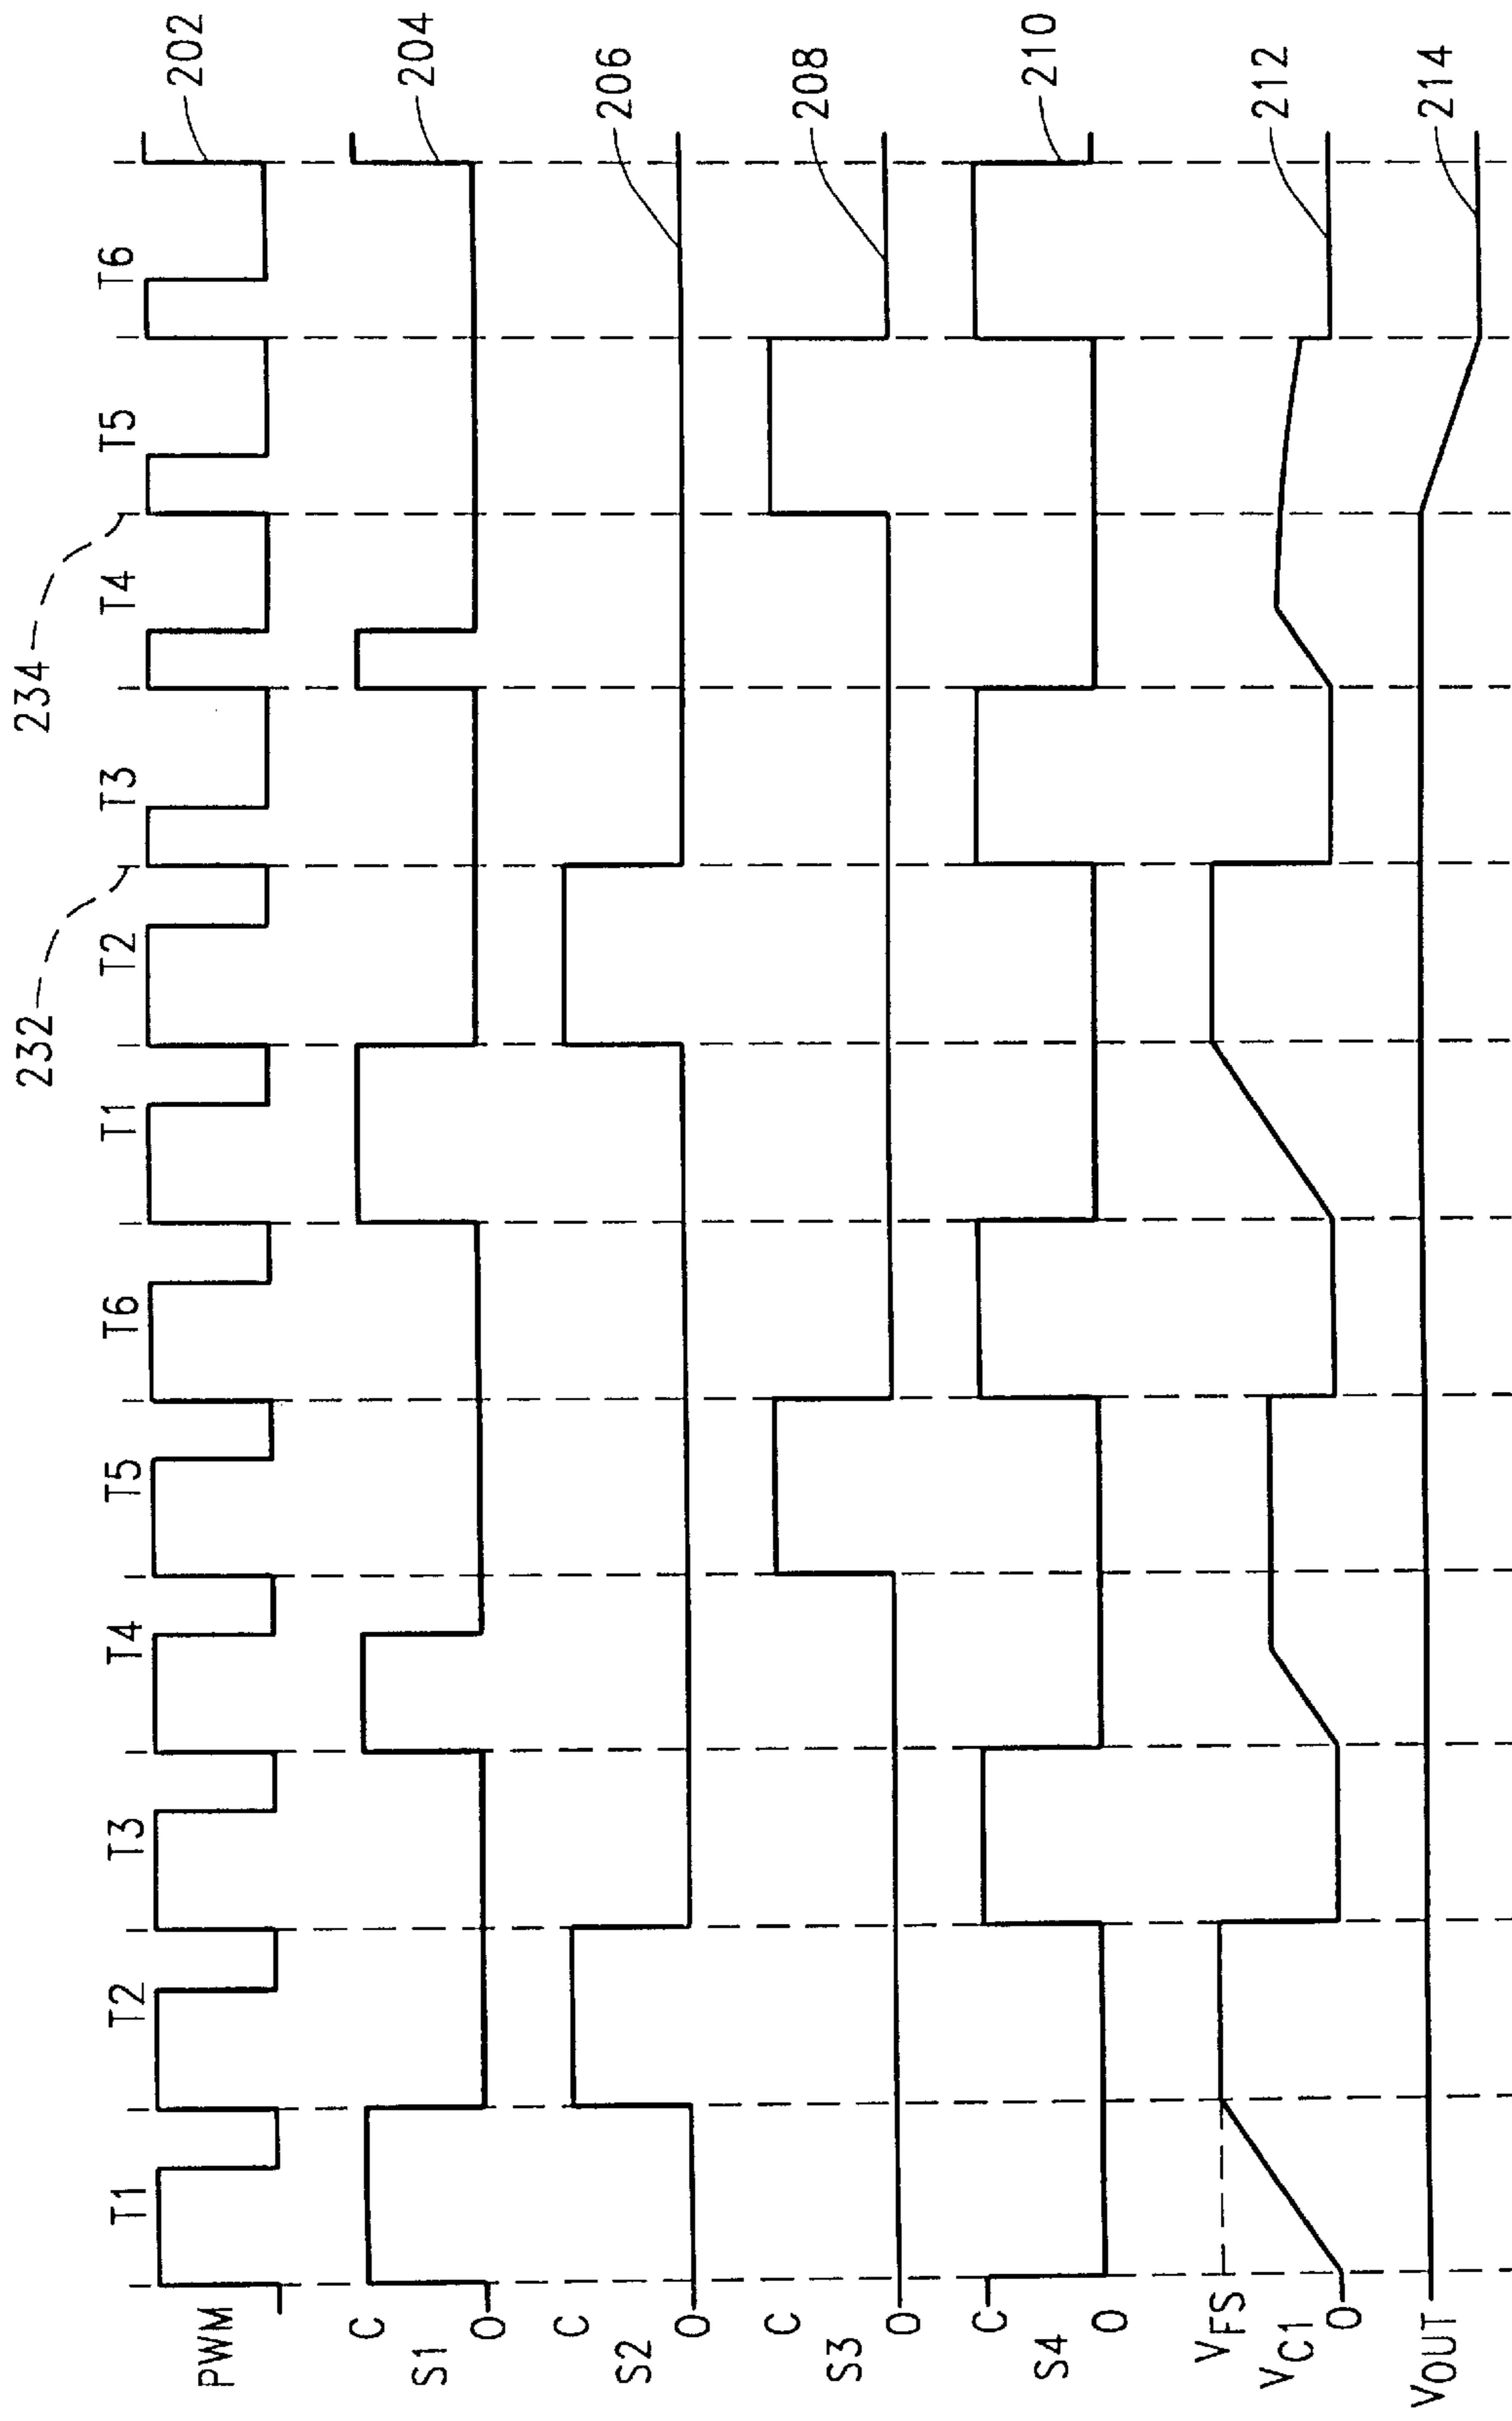 232
234
T1 T2 T3 T4 T5 T6 T1 T2 T3 T4 T5 T6
PWM
202
C
S1
O
204
C
S2
O
206
C
S3
O
208
C
S4
O
210
VFS
VC1
O
212
VOUT
214